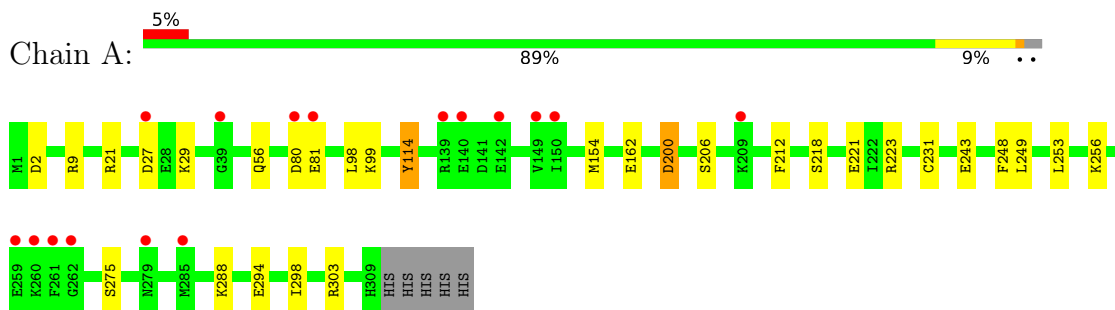 5%
Chain A:
89% 9% • •
M1 D2 R9 R21 D27 E28 K29 G39 Q56 D80 E81 L98 K99 Y114 R139 E140 D141 E142 V149 I150 M154 E162 D200 S206 K209 F212 S218 E221 I222 R223 C231 E243 F248 L249 L253 K256
E259 K260 F261 G262 S275 N279 M285 K288 E294 I298 R303 H309 HIS HIS HIS HIS HIS